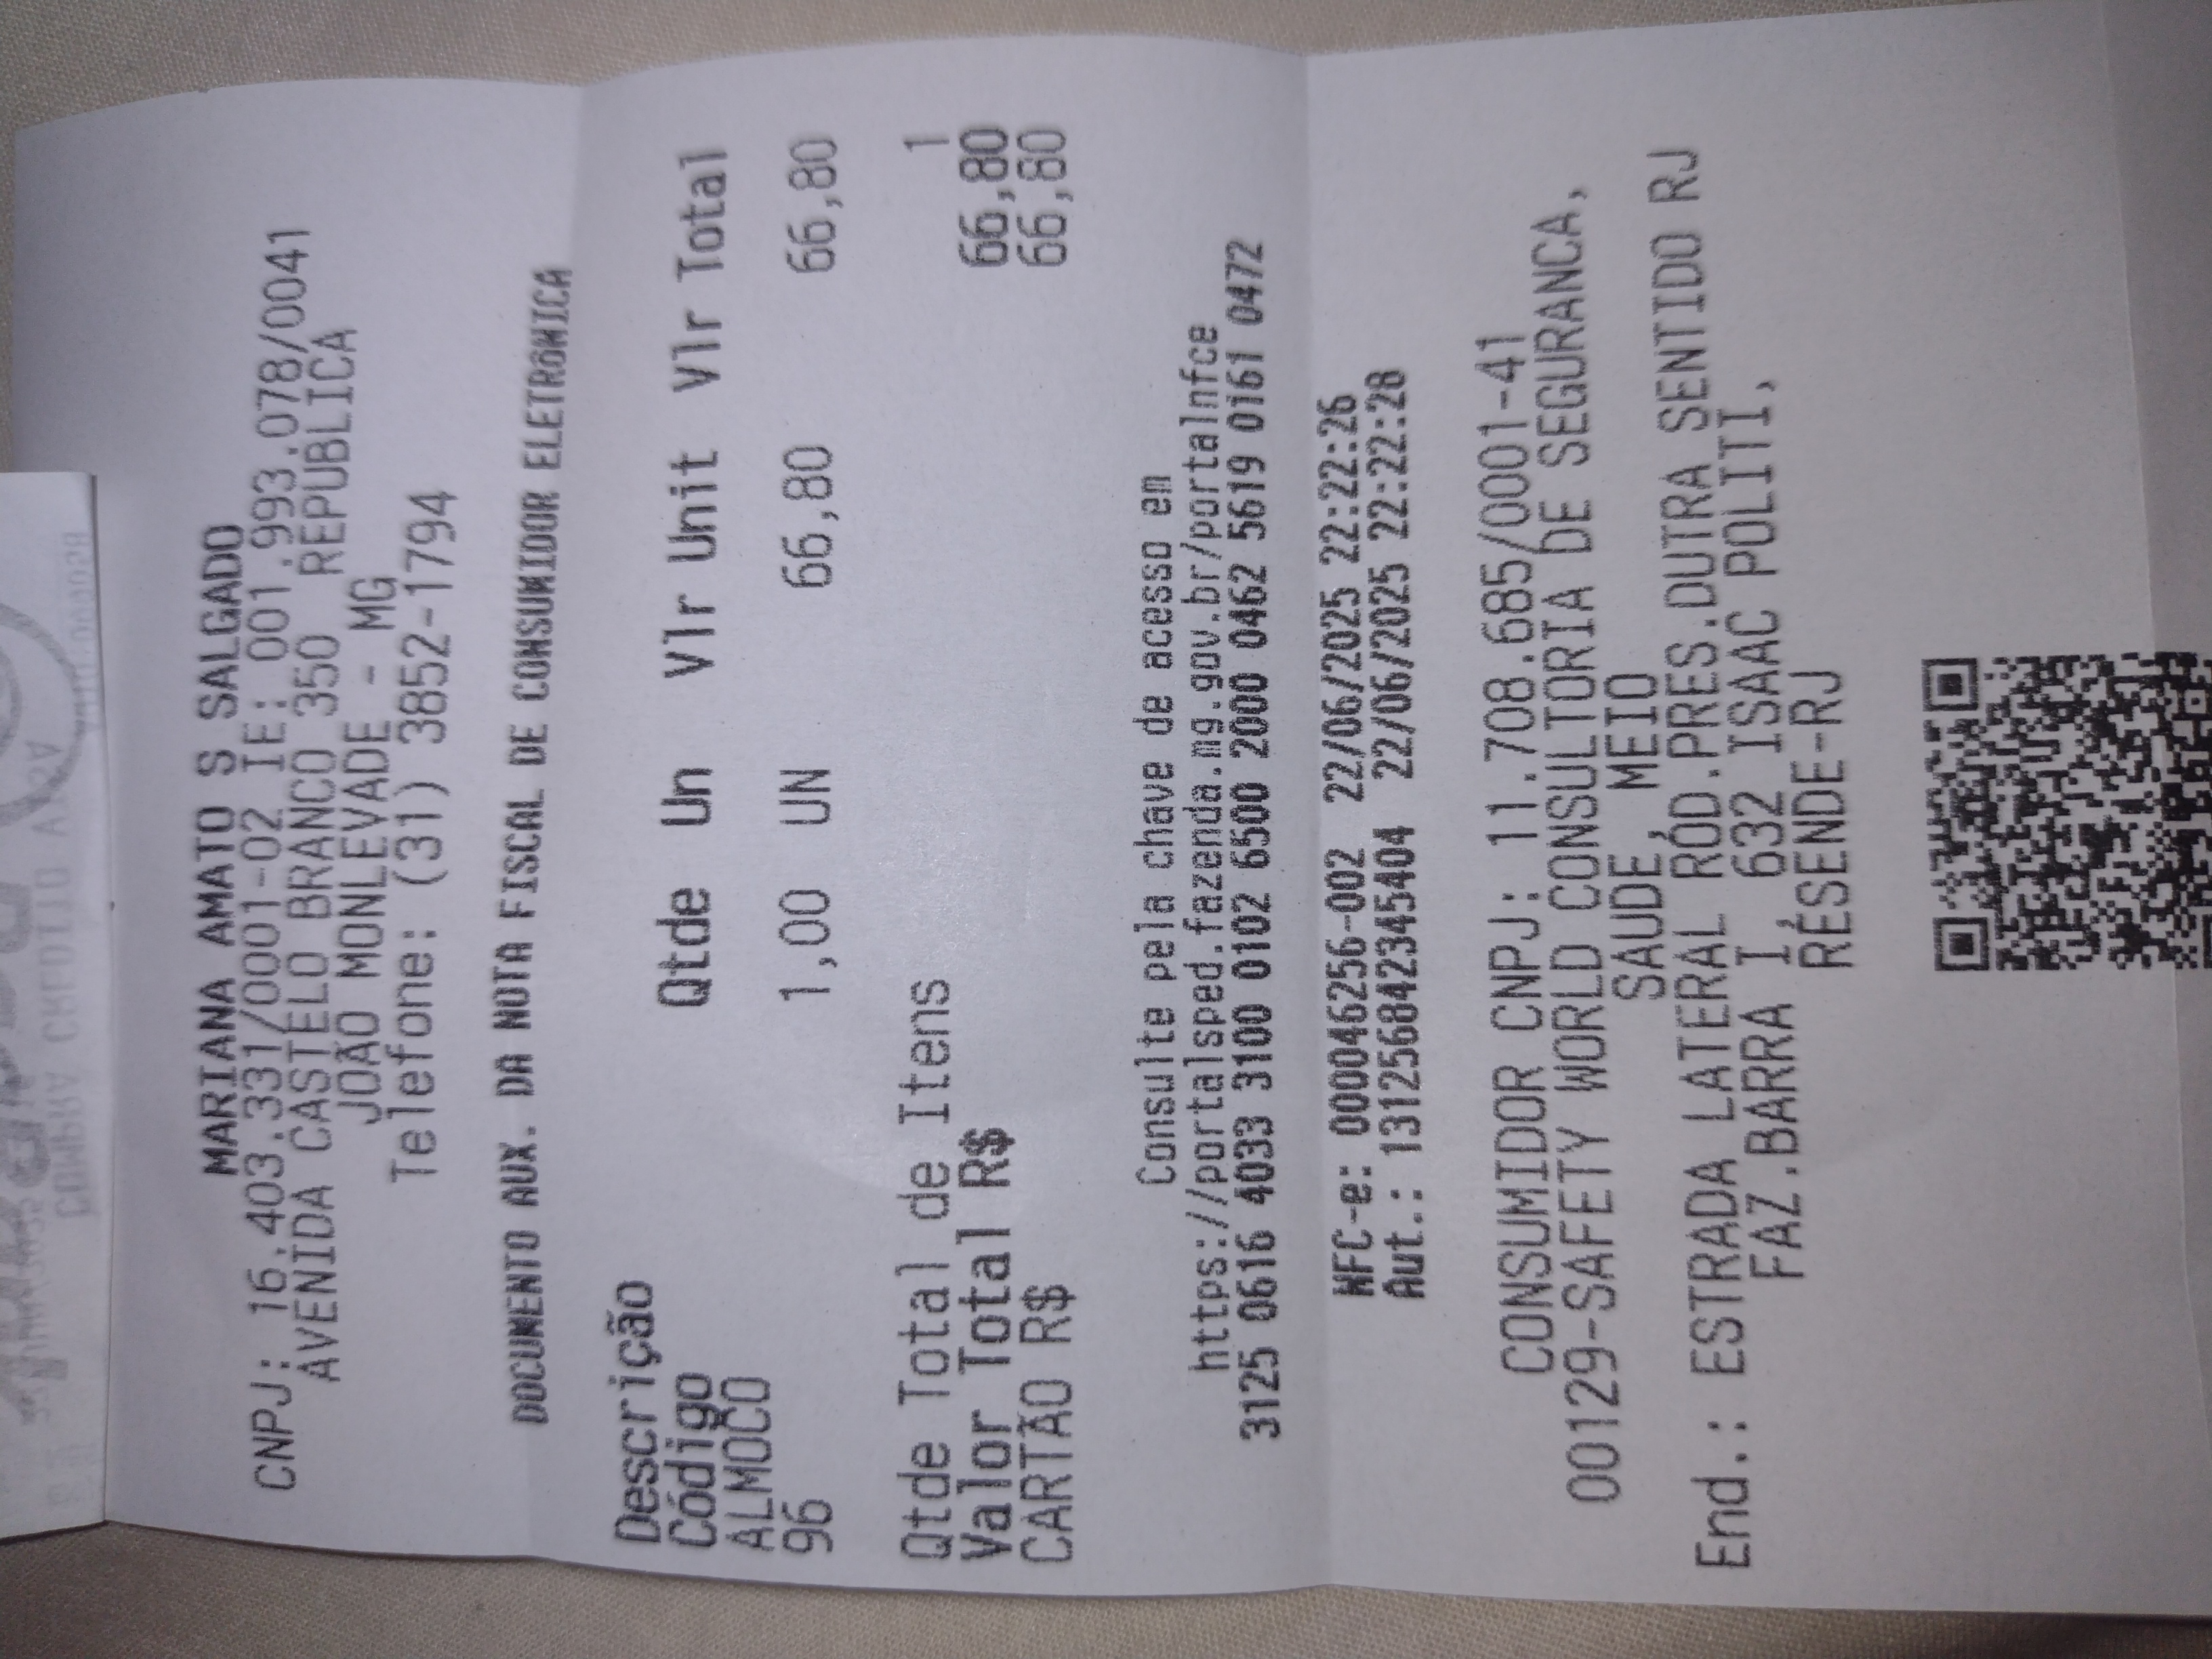 MARIANA AMATO S SALGADO
CNPJ: 16.403.331/0001-02 IE: 001.993.078/0041
AVENIDA CASTELO BRANCO 350 REPUBLICA
JOÃO MONLEVADE - MG
Telefone: (31) 3852-1794
DOCUMENTO AUX. DA NOTA FISCAL DE CONSUMIDOR ELETRÔNICA
Descrição
Código Qtde Un Vlr Unit Vlr Total
ALMOCO
96 1,00 UN 66,80 66,80
Qtde Total de Itens 1
Valor Total R$ 66,80
CARTÃO R$ 66,80
Consulte pela chave de acesso em
https://portalsped.fazenda.mg.gov.br/portalnfce
3125 0616 4033 3100 0102 6500 2000 0462 5619 0161 0472
NFC-e: 000046256-002 22/06/2025 22:22:26
Aut.: 131256842345404 22/06/2025 22:22:28
CONSUMIDOR CNPJ: 11.708.685/0001-41
00129-SAFETY WORLD CONSULTORIA DE SEGURANCA,
SAUDE, MEIO
End.: ESTRADA LATERAL ROD.PRES.DUTRA SENTIDO RJ
FAZ.BARRA I, 632 ISAAC POLITI,
RESENDE-RJ
COMPRA CREDITO A